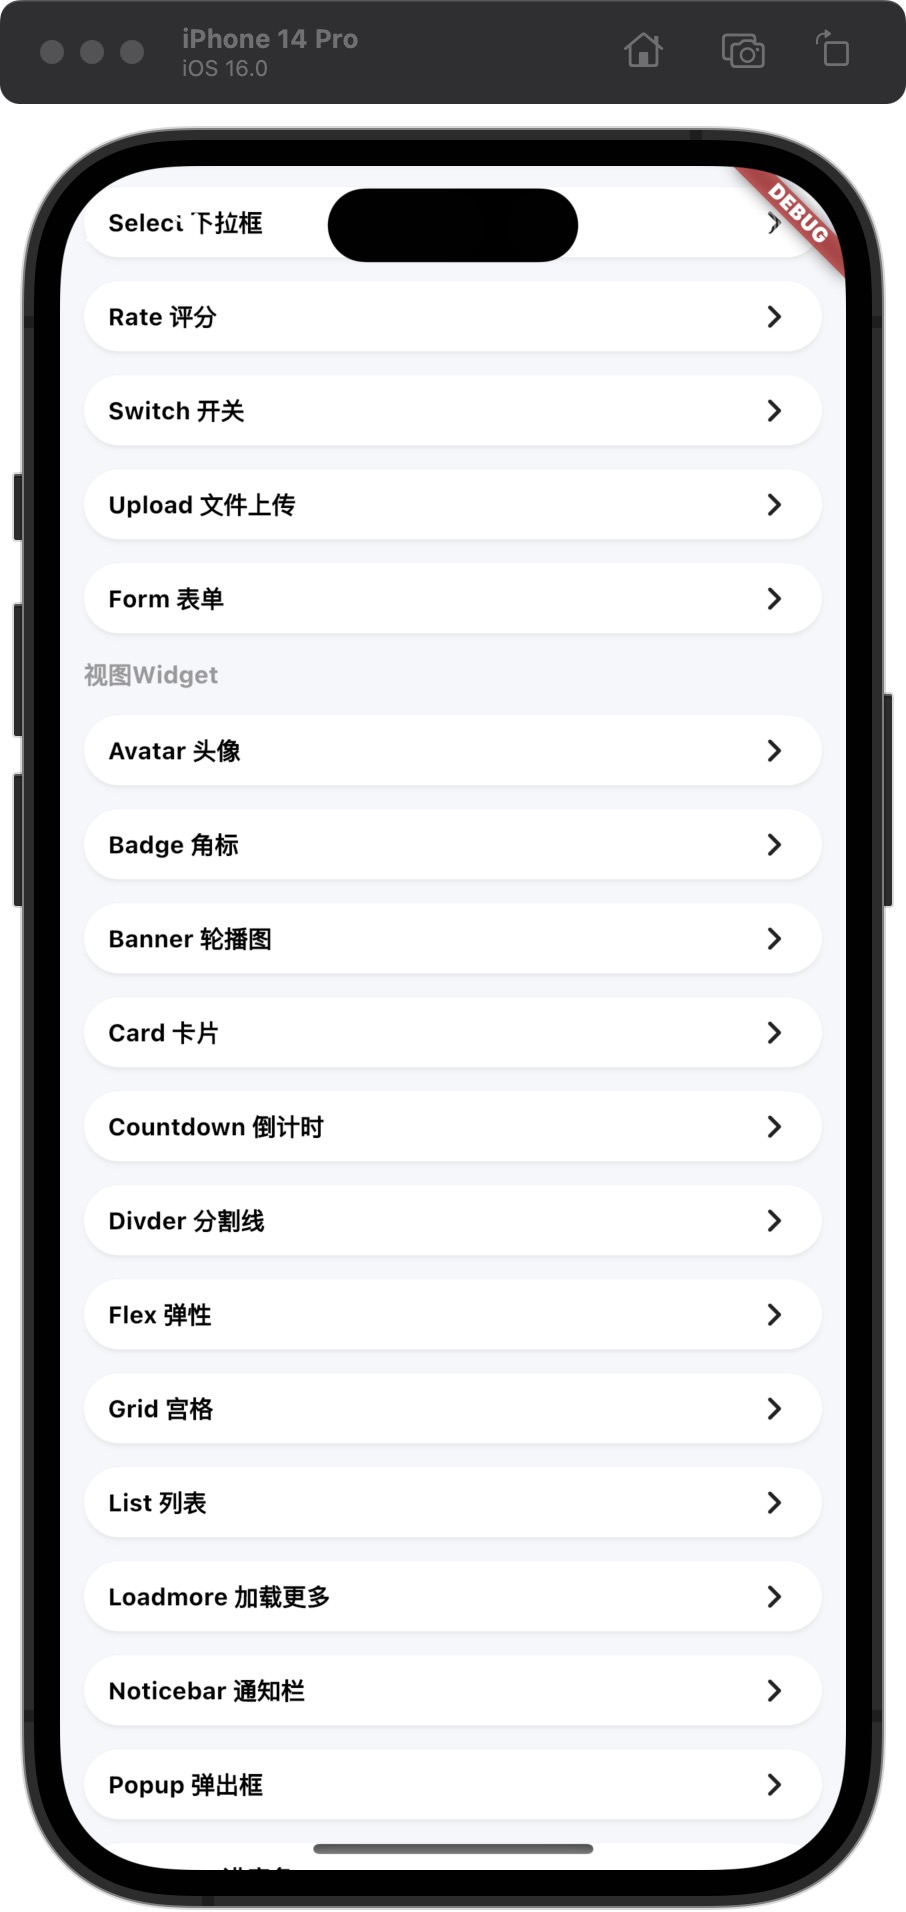 iPhone 14 Pro
iOS 16.0
DEBUG
Select 下拉框
Rate 评分
Switch 开关
Upload 文件上传
Form 表单
视图Widget
Avatar 头像
Badge 角标
Banner 轮播图
Card 卡片
Countdown 倒计时
Divder 分割线
Flex 弹性
Grid 宫格
List 列表
Loadmore 加载更多
Noticebar 通知栏
Popup 弹出框